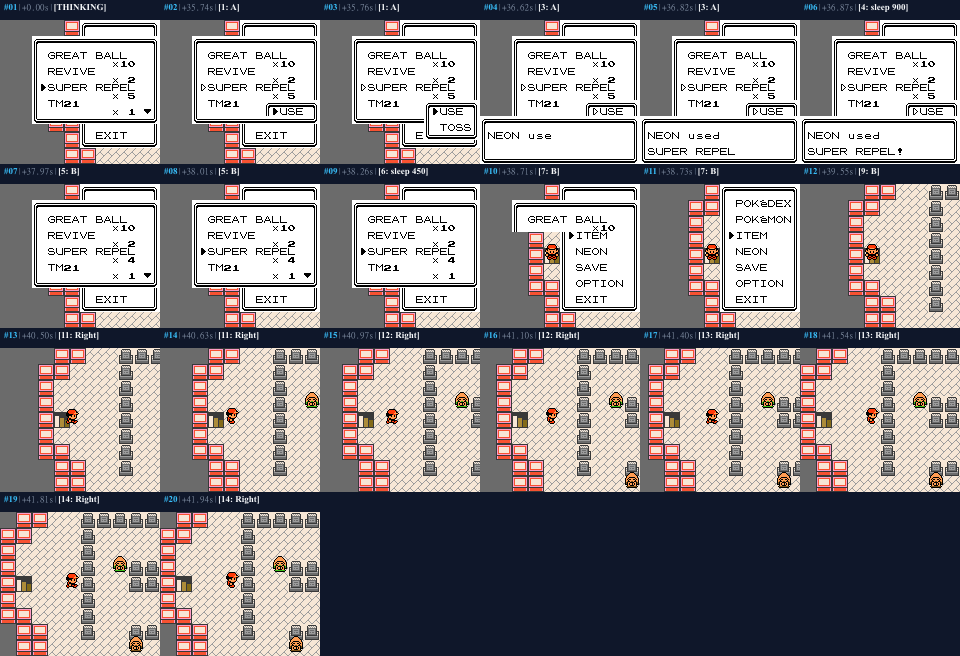 #01|+0.00s|[THINKING]
#02|+35.74s|[1: A]
#03|+35.76s|[1: A]
#04|+36.62s|[3: A]
#05|+36.82s|[3: A]
#06|+36.87s|[4: sleep 900]
GREAT BALL
×10
REVIVE
× 2
SUPER REPEL
× 5
TM21
× 1
EXIT
GREAT BALL
×10
REVIVE
× 2
SUPER REPEL
× 5
TM21
USE
EXIT
GREAT BALL
×10
REVIVE
× 2
SUPER REPEL
× 5
TM21
USE
TOSS
E
GREAT BALL
×10
REVIVE
× 2
SUPER REPEL
× 5
TM21
USE
NEON use
GREAT BALL
×10
REVIVE
× 2
SUPER REPEL
× 5
TM21
USE
NEON used
SUPER REPEL
GREAT BALL
×10
REVIVE
× 2
SUPER REPEL
× 5
TM21
USE
NEON used
SUPER REPEL!
#07|+37.97s|[5: B]
#08|+38.01s|[5: B]
#09|+38.26s|[6: sleep 450]
#10|+38.71s|[7: B]
#11|+38.73s|[7: B]
#12|+39.55s|[9: B]
GREAT BALL
×10
REVIVE
× 2
SUPER REPEL
× 4
TM21
× 1
EXIT
GREAT BALL
×10
REVIVE
× 2
SUPER REPEL
× 4
TM21
× 1
EXIT
GREAT BALL
×10
REVIVE
× 2
SUPER REPEL
× 4
TM21
× 1
EXIT
GREAT BALL
×10
ITEM
NEON
SAVE
OPTION
EXIT
POKéDEX
POKéMON
ITEM
NEON
SAVE
OPTION
EXIT
#13|+40.50s|[11: Right]
#14|+40.63s|[11: Right]
#15|+40.97s|[12: Right]
#16|+41.10s|[12: Right]
#17|+41.40s|[13: Right]
#18|+41.54s|[13: Right]
#19|+41.81s|[14: Right]
#20|+41.94s|[14: Right]